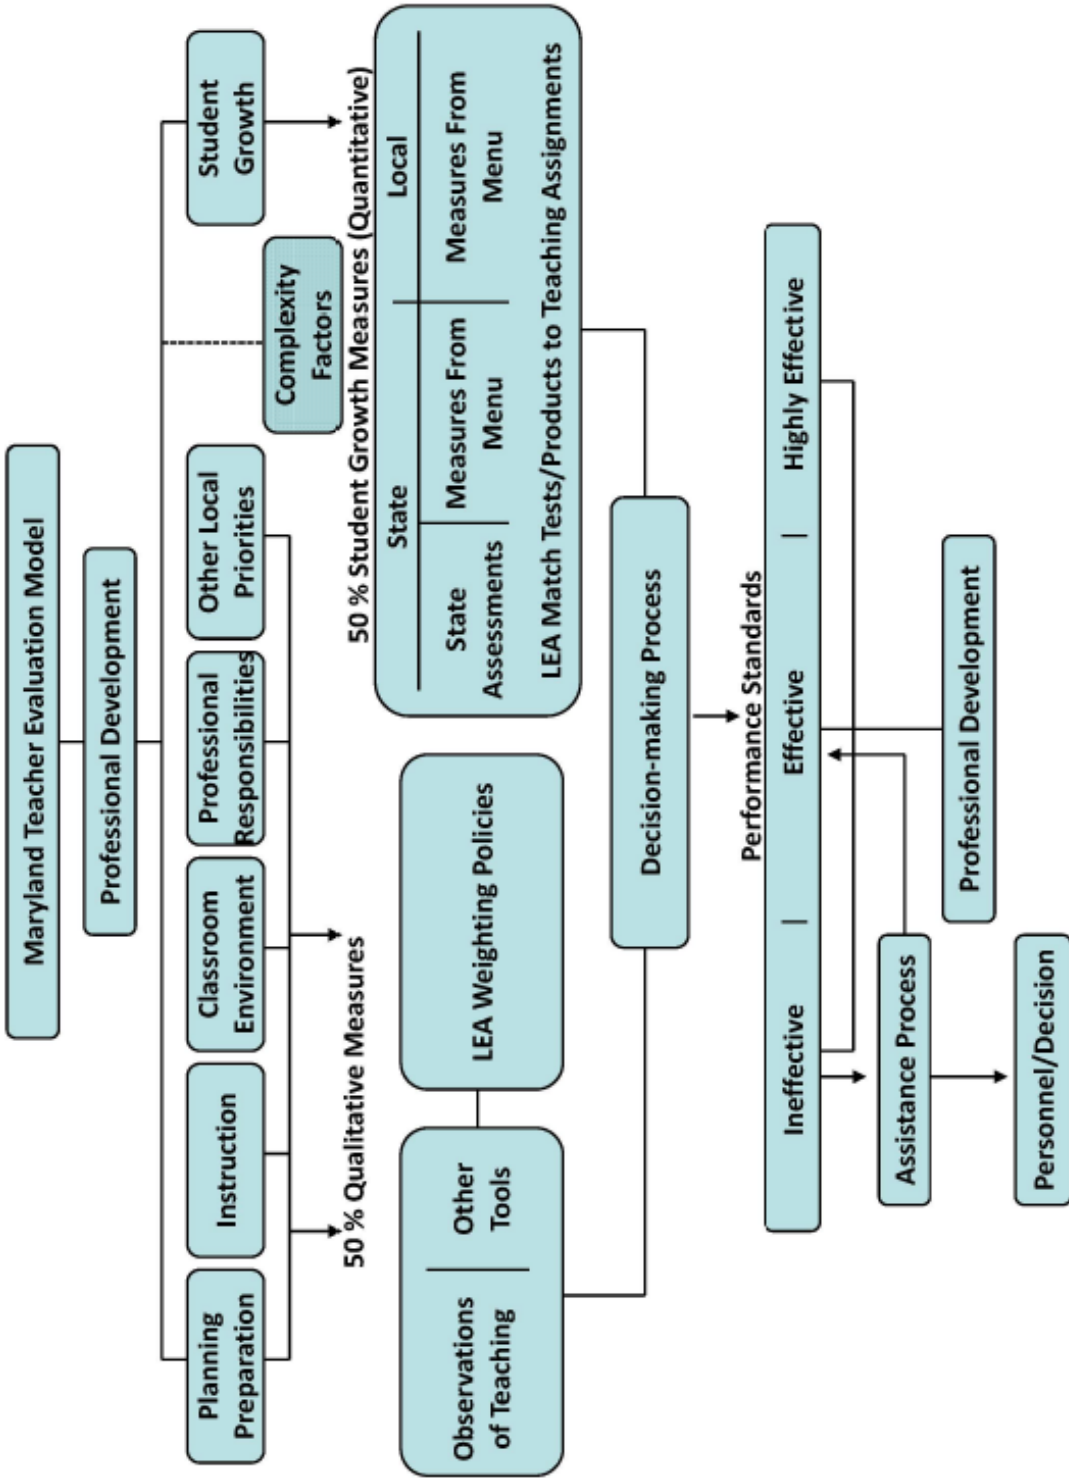 Maryland Teacher Evaluation Model
Professional Development
Planning
Preparation
Instruction
Classroom
Environment
Professional
Responsibilities
Other Local
Priorities
Complexity
Factors
Student
Growth
50 % Qualitative Measures
50 % Student Growth Measures (Quantitative)
Observations
of Teaching
Other
Tools
LEA Weighting Policies
State
Local
State
Assessments
Measures From
Menu
Measures From
Menu
LEA Match Tests/Products to Teaching Assignments
Decision-making Process
Performance Standards
Ineffective
Effective
Highly Effective
Assistance Process
Professional Development
Personnel/Decision